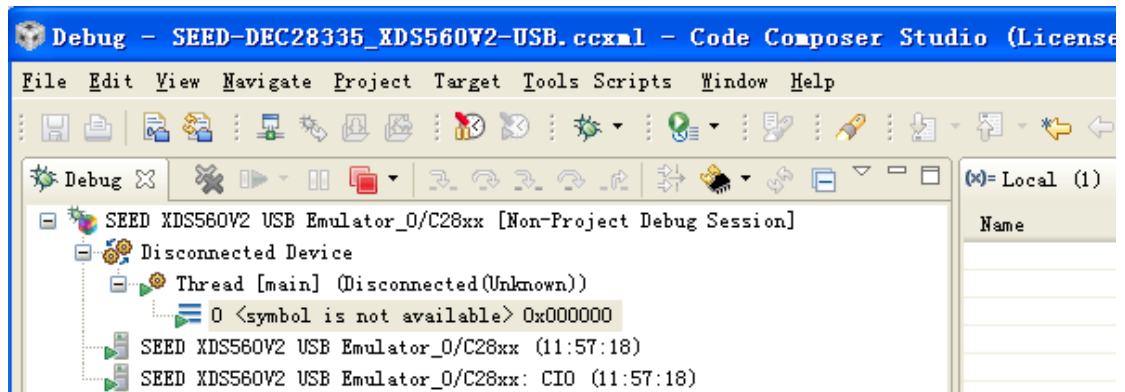 Debug - SEED-DEC28335_XDS560V2-USB.ccxml - Code Composer Studio (License
File Edit View Navigate Project Target Tools Scripts Window Help
Debug
(x)= Local (1)
SEED XDS560V2 USB Emulator_0/C28xx [Non-Project Debug Session]
Name
Disconnected Device
Thread [main] (Disconnected(Unknown))
0 <symbol is not available> 0x000000
SEED XDS560V2 USB Emulator_0/C28xx (11:57:18)
SEED XDS560V2 USB Emulator_0/C28xx: CIO (11:57:18)